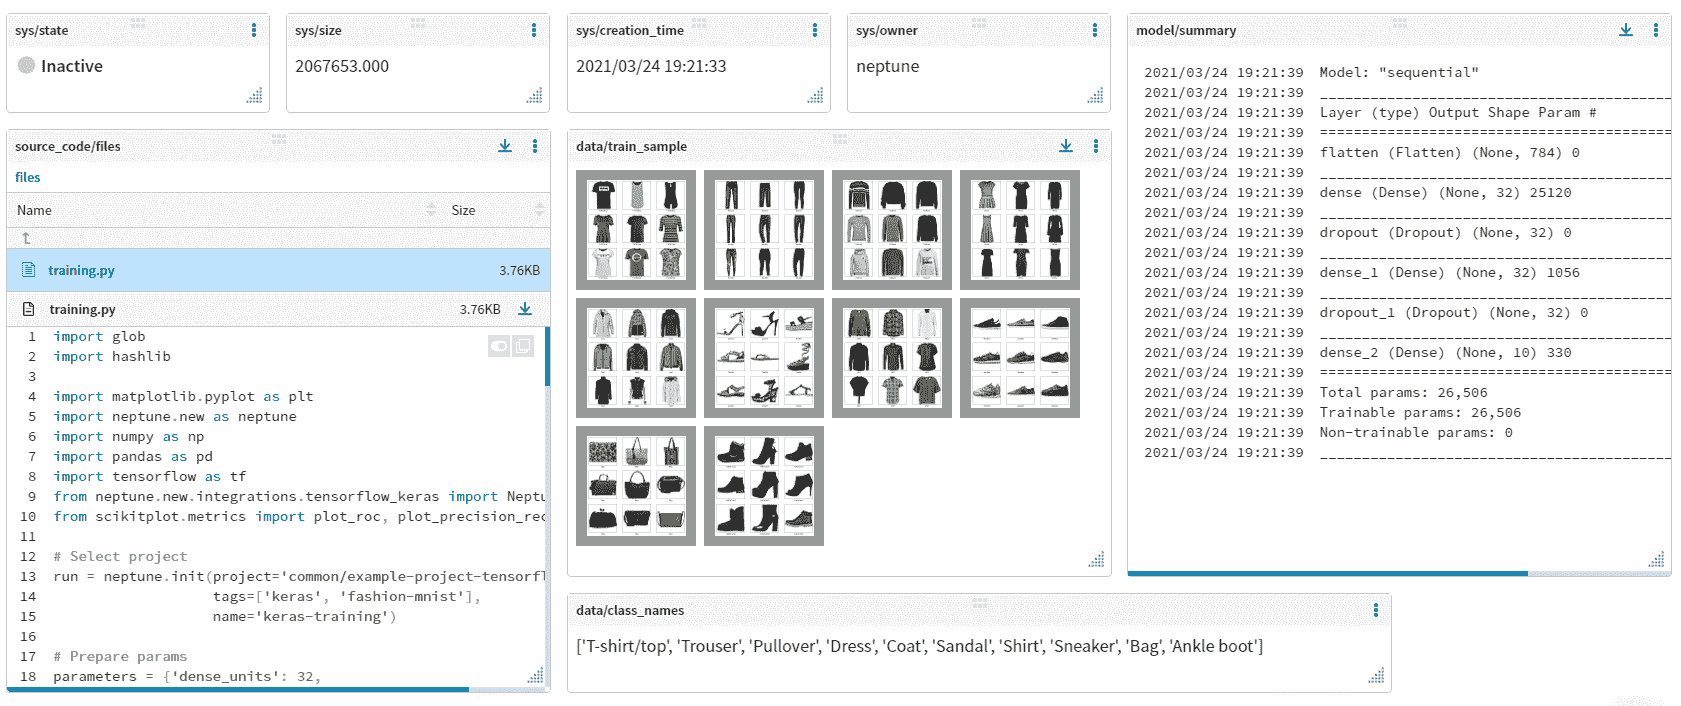 sys/state
Inactive
sys/size
2067653.000
sys/creation_time
2021/03/24 19:21:33
sys/owner
neptune
source_code/files
files
Name Size
training.py 3.76KB
training.py 3.76KB
1 import glob
2 import hashlib
3
4 import matplotlib.pyplot as plt
5 import neptune.new as neptune
6 import numpy as np
7 import pandas as pd
8 import tensorflow as tf
9 from neptune.new.integrations.tensorflow_keras import Neptu
10 from scikitplot.metrics import plot_roc, plot_precision_rec
11
12 # Select project
13 run = neptune.init(project='common/example-project-tensorfl
14 tags=['keras', 'fashion-mnist'],
15 name='keras-training')
16
17 # Prepare params
18 parameters = {'dense_units': 32,
data/train_sample
data/class_names
['T-shirt/top', 'Trouser', 'Pullover', 'Dress', 'Coat', 'Sandal', 'Shirt', 'Sneaker', 'Bag', 'Ankle boot']
model/summary
2021/03/24 19:21:39 Model: "sequential"
2021/03/24 19:21:39 _________________________________________
2021/03/24 19:21:39 Layer (type) Output Shape Param #
2021/03/24 19:21:39 =========================================
2021/03/24 19:21:39 flatten (Flatten) (None, 784) 0
2021/03/24 19:21:39 _________________________________________
2021/03/24 19:21:39 dense (Dense) (None, 32) 25120
2021/03/24 19:21:39 _________________________________________
2021/03/24 19:21:39 dropout (Dropout) (None, 32) 0
2021/03/24 19:21:39 _________________________________________
2021/03/24 19:21:39 dense_1 (Dense) (None, 32) 1056
2021/03/24 19:21:39 _________________________________________
2021/03/24 19:21:39 dropout_1 (Dropout) (None, 32) 0
2021/03/24 19:21:39 _________________________________________
2021/03/24 19:21:39 dense_2 (Dense) (None, 10) 330
2021/03/24 19:21:39 =========================================
2021/03/24 19:21:39 Total params: 26,506
2021/03/24 19:21:39 Trainable params: 26,506
2021/03/24 19:21:39 Non-trainable params: 0
2021/03/24 19:21:39 _________________________________________